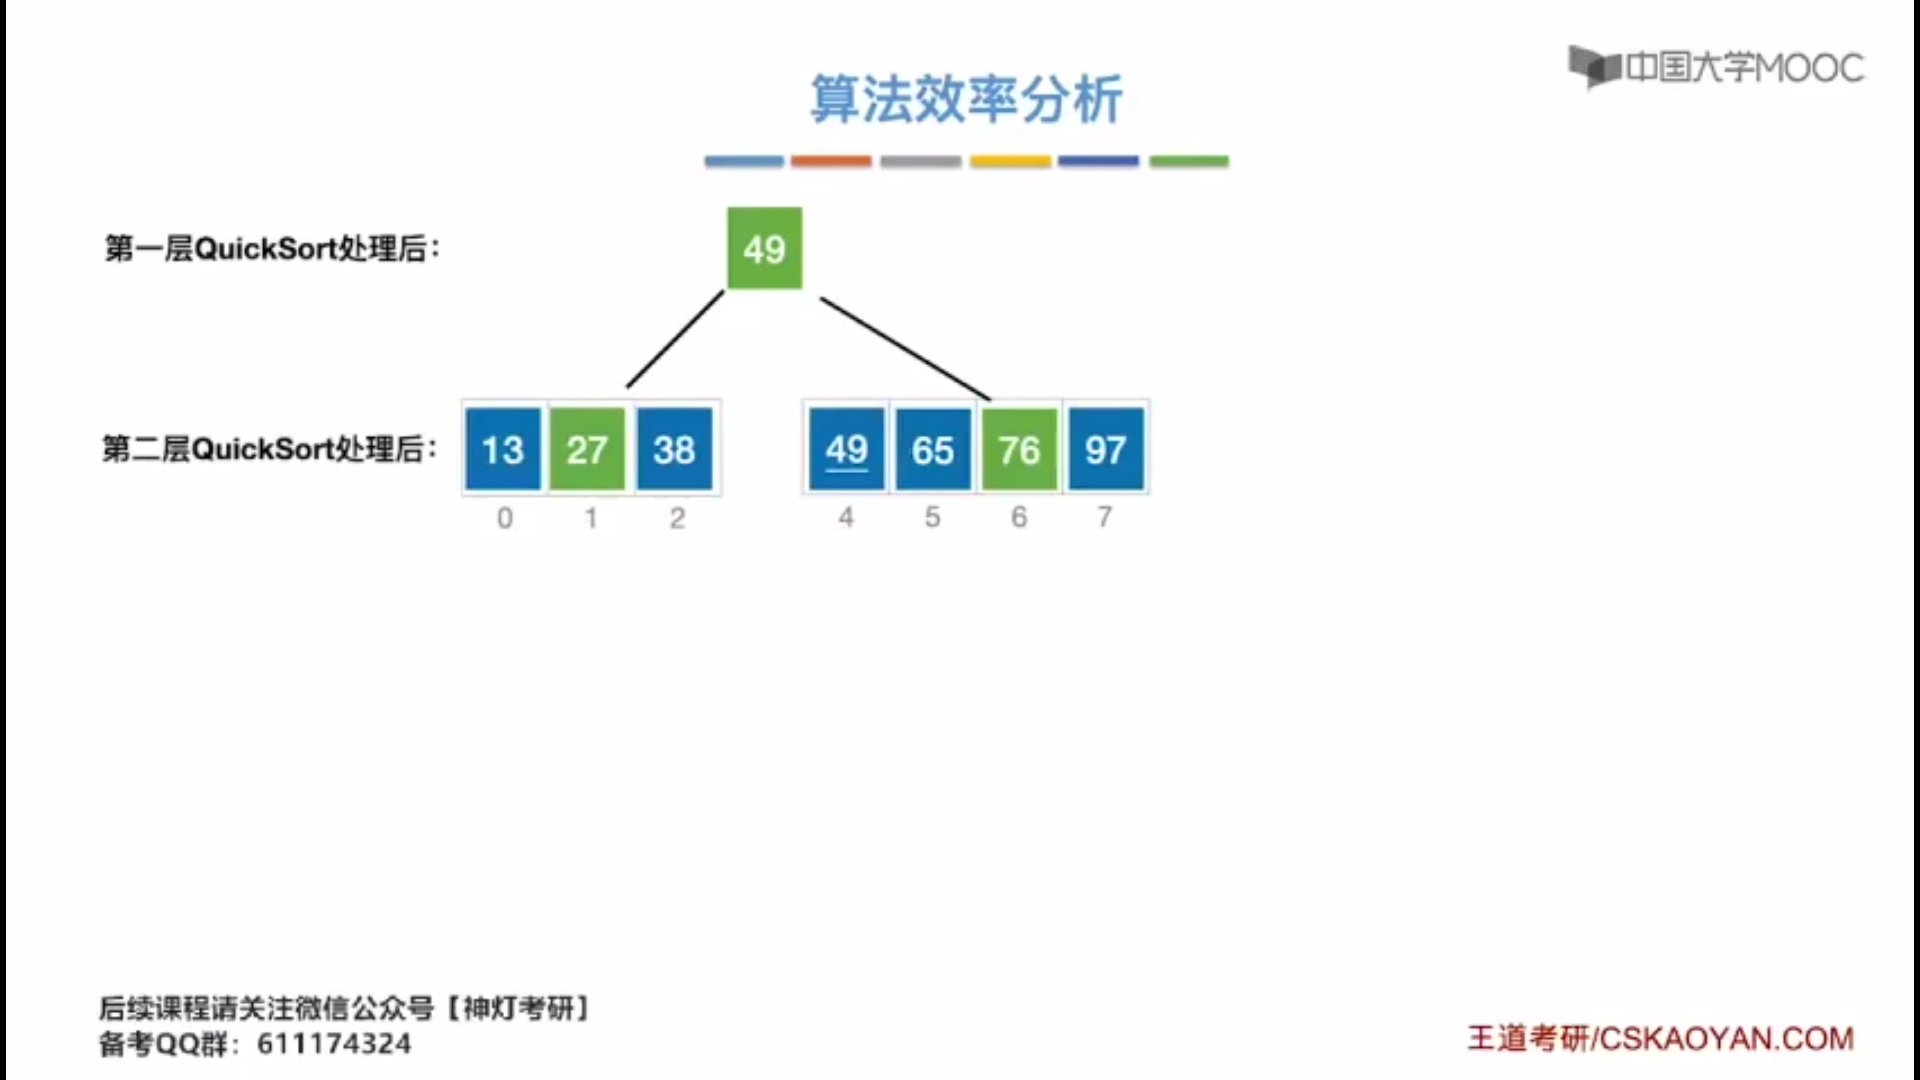 中国大学MOOC
算法效率分析
第一层QuickSort处理后：
49
第二层QuickSort处理后：
13 27 38 49 65 76 97
0 1 2 4 5 6 7
后续课程请关注微信公众号【神灯考研】
备考QQ群：611174324
王道考研/CSKAOYAN.COM